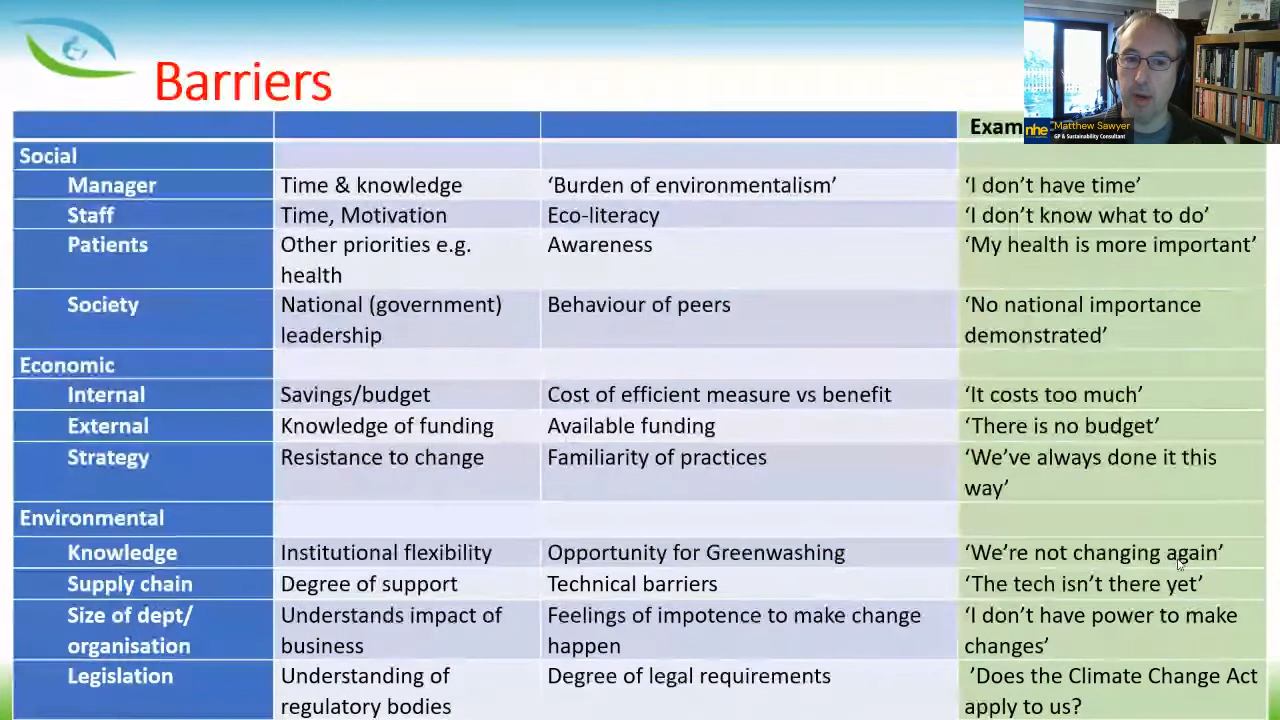 Barriers
Exam
nhe
Matthew Sawyer
GP & Sustainability Consultant
Social
Manager
Time & knowledge
‘Burden of environmentalism’
‘I don’t have time’
Staff
Time, Motivation
Eco-literacy
‘I don’t know what to do’
Patients
Other priorities e.g.
health
Awareness
‘My health is more important’
Society
National (government)
leadership
Behaviour of peers
‘No national importance
demonstrated’
Economic
Internal
Savings/budget
Cost of efficient measure vs benefit
‘It costs too much’
External
Knowledge of funding
Available funding
‘There is no budget’
Strategy
Resistance to change
Familiarity of practices
‘We’ve always done it this
way’
Environmental
Knowledge
Institutional flexibility
Opportunity for Greenwashing
‘We’re not changing again’
Supply chain
Degree of support
Technical barriers
‘The tech isn’t there yet’
Size of dept/
organisation
Understands impact of
business
Feelings of impotence to make change
happen
‘I don’t have power to make
changes’
Legislation
Understanding of
regulatory bodies
Degree of legal requirements
’Does the Climate Change Act
apply to us?